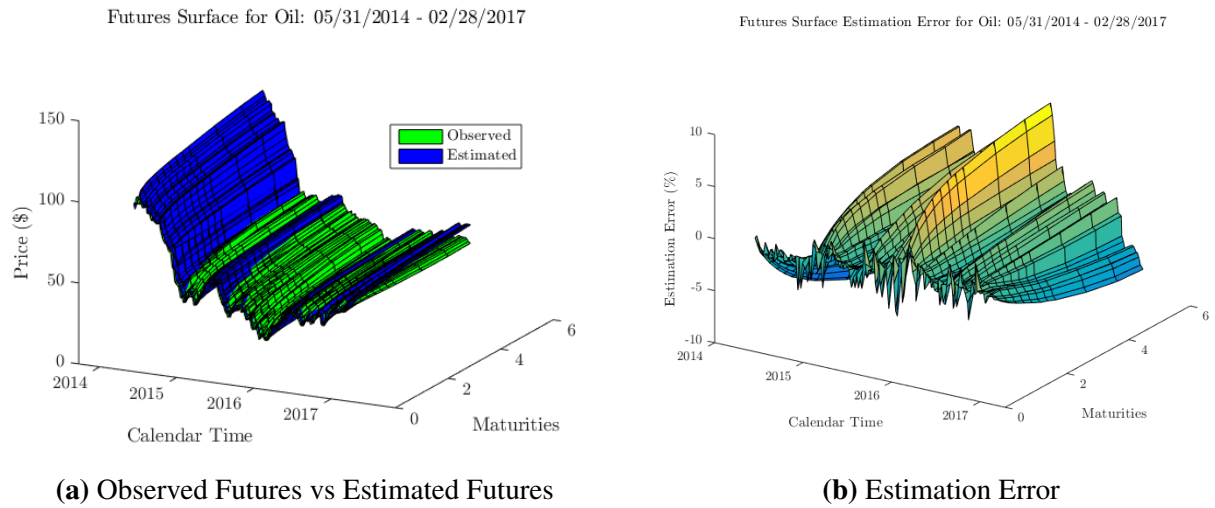 Futures Surface for Oil: 05/31/2014 - 02/28/2017
150
100
50
0
Price ($)
2014
2015
2016
2017
Calendar Time
0
2
4
6
Maturities
Observed
Estimated
(a) Observed Futures vs Estimated Futures
Futures Surface Estimation Error for Oil: 05/31/2014 - 02/28/2017
10
5
0
-5
-10
Estimation Error (%)
2014
2015
2016
2017
Calendar Time
0
2
4
6
Maturities
(b) Estimation Error